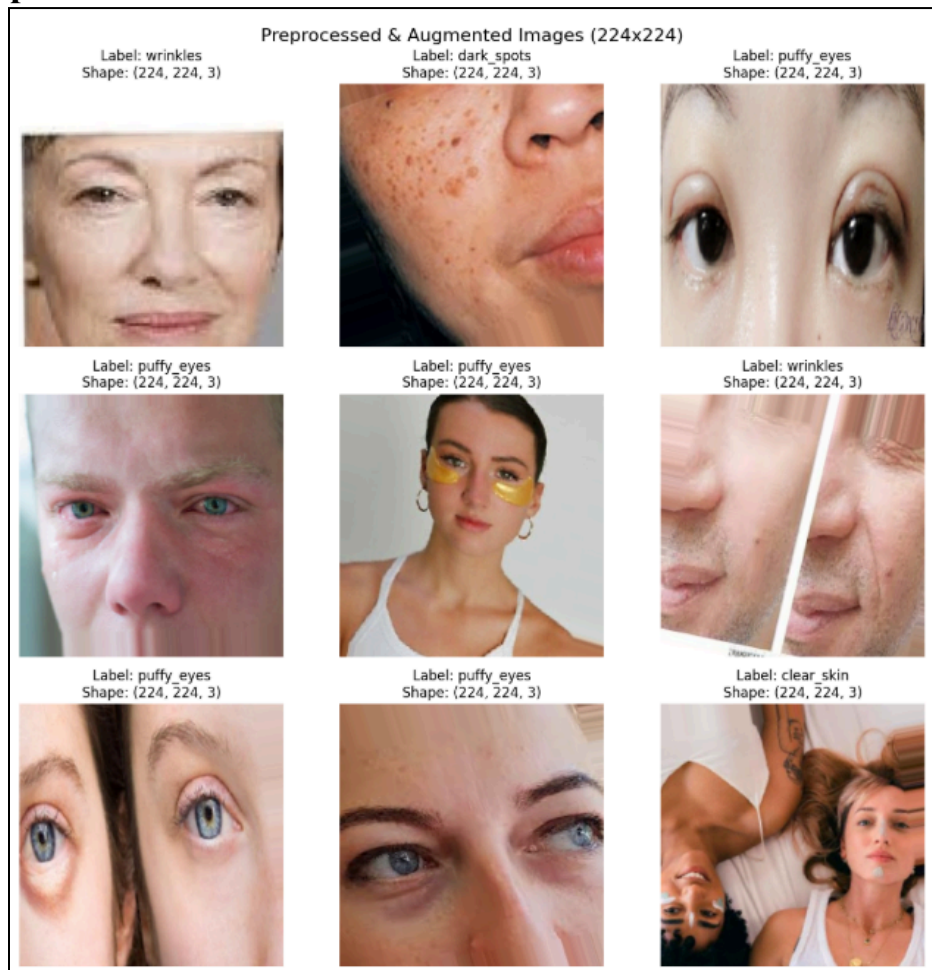 Preprocessed & Augmented Images (224x224)
Label: wrinkles
Shape: (224, 224, 3)
Label: dark_spots
Shape: (224, 224, 3)
Label: puffy_eyes
Shape: (224, 224, 3)
Label: puffy_eyes
Shape: (224, 224, 3)
Label: puffy_eyes
Shape: (224, 224, 3)
Label: wrinkles
Shape: (224, 224, 3)
Label: puffy_eyes
Shape: (224, 224, 3)
Label: puffy_eyes
Shape: (224, 224, 3)
Label: clear_skin
Shape: (224, 224, 3)